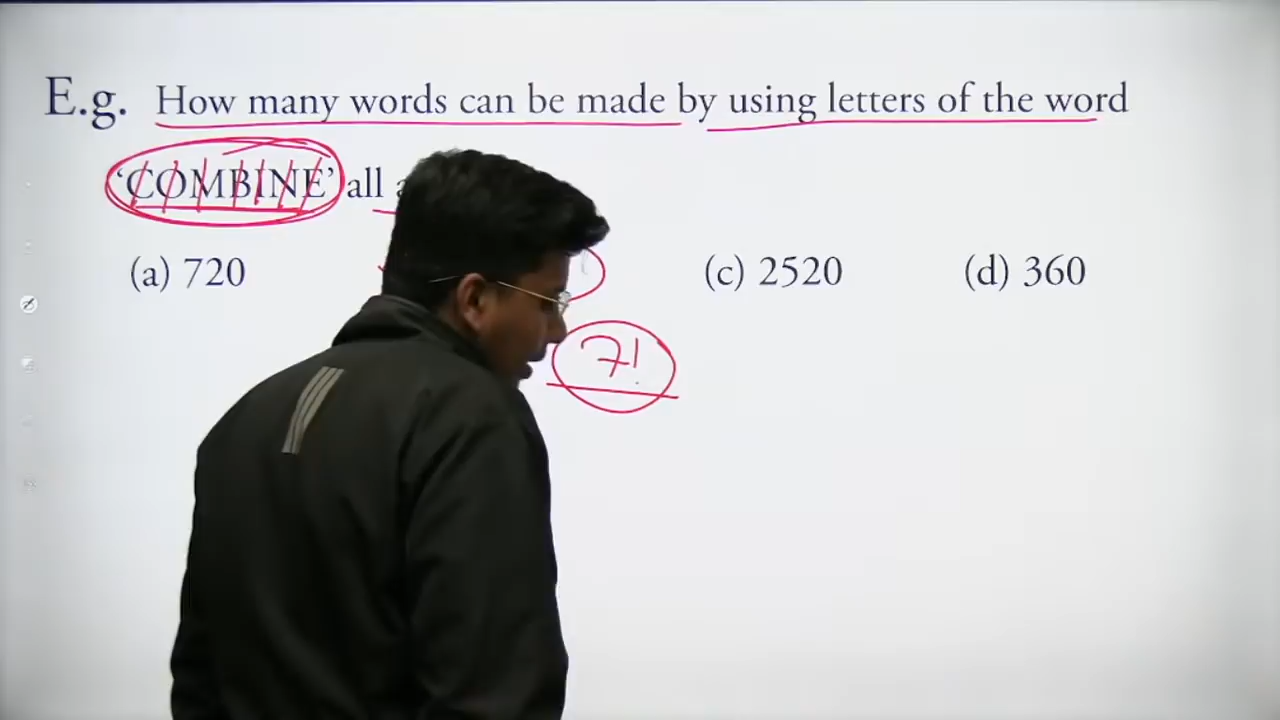 E.g. How many words can be made by using letters of the word
‘COMBINE’ all
(a) 720 (c) 2520 (d) 360
7!